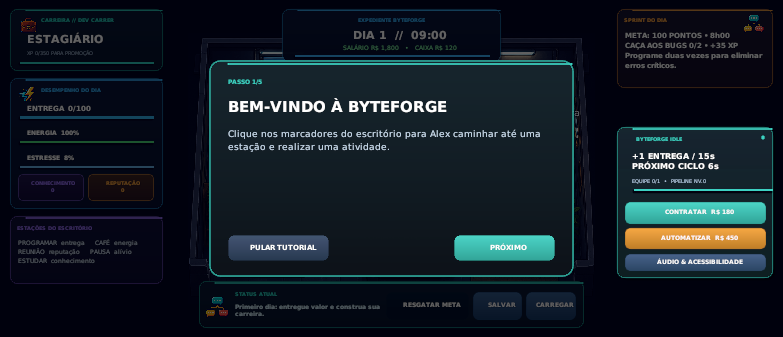 CARREIRA // DEV CARRER
ESTAGIÁRIO
XP 0/350 PARA PROMOÇÃO
DESEMPENHO DO DIA
ENTREGA 0/100
ENERGIA 100%
ESTRESSE 8%
CONHECIMENTO
0
REPUTAÇÃO
0
ESTAÇÕES DO ESCRITÓRIO
PROGRAMAR entrega CAFÉ energia
REUNIÃO reputação PAUSA alívio
ESTUDAR conhecimento
EXPEDIENTE BYTEFORGE
DIA 1 // 09:00
SALÁRIO R$ 1,800 • CAIXA R$ 120
PASSO 1/5
BEM-VINDO À BYTEFORGE
Clique nos marcadores do escritório para Alex caminhar até uma
estação e realizar uma atividade.
PULAR TUTORIAL
PRÓXIMO
STATUS ATUAL
Primeiro dia: entregue valor e construa sua
carreira.
RESGATAR META
SALVAR
CARREGAR
SPRINT DO DIA
META: 100 PONTOS • 8h00
CAÇA AOS BUGS 0/2 • +35 XP
Programe duas vezes para eliminar
erros críticos.
BYTEFORGE IDLE
+1 ENTREGA / 15s
PRÓXIMO CICLO 6s
EQUIPE 0/1 • PIPELINE NV.0
CONTRATAR R$ 180
AUTOMATIZAR R$ 450
ÁUDIO & ACESSIBILIDADE